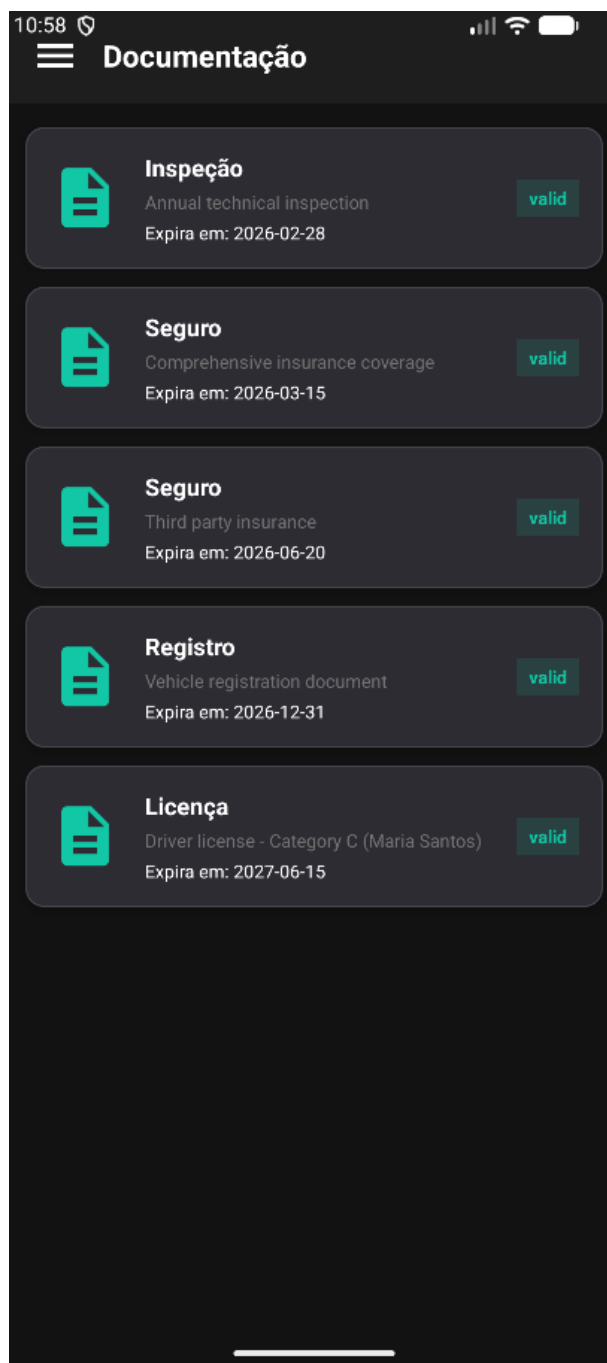 10:58
Documentação
Inspeção
Annual technical inspection
valid
Expira em: 2026-02-28
Seguro
Comprehensive insurance coverage
valid
Expira em: 2026-03-15
Seguro
Third party insurance
valid
Expira em: 2026-06-20
Registro
Vehicle registration document
valid
Expira em: 2026-12-31
Licença
Driver license - Category C (Maria Santos)
valid
Expira em: 2027-06-15